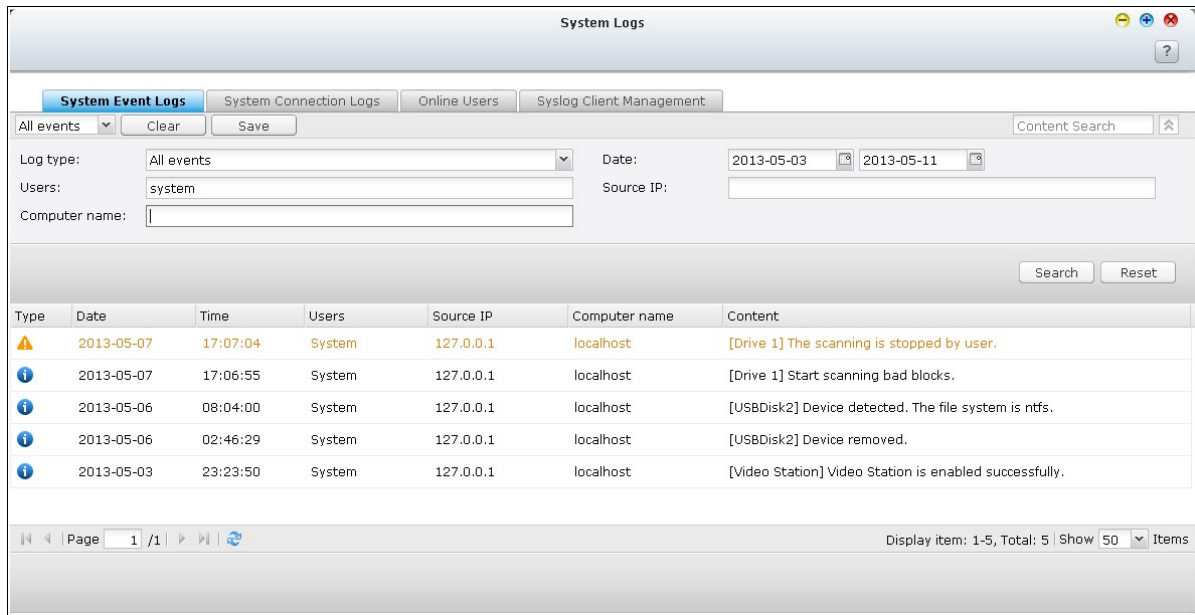 System Logs
?
System Event Logs System Connection Logs Online Users Syslog Client Management
All events Clear Save Content Search
Log type: All events Date: 2013-05-03 2013-05-11
Users: system Source IP:
Computer name:
Search Reset
Type Date Time Users Source IP Computer name Content
2013-05-07 17:07:04 System 127.0.0.1 localhost [Drive 1] The scanning is stopped by user.
2013-05-07 17:06:55 System 127.0.0.1 localhost [Drive 1] Start scanning bad blocks.
2013-05-06 08:04:00 System 127.0.0.1 localhost [USBDisk2] Device detected. The file system is ntfs.
2013-05-06 02:46:29 System 127.0.0.1 localhost [USBDisk2] Device removed.
2013-05-03 23:23:50 System 127.0.0.1 localhost [Video Station] Video Station is enabled successfully.
Page 1 /1 Display item: 1-5, Total: 5 Show 50 Items